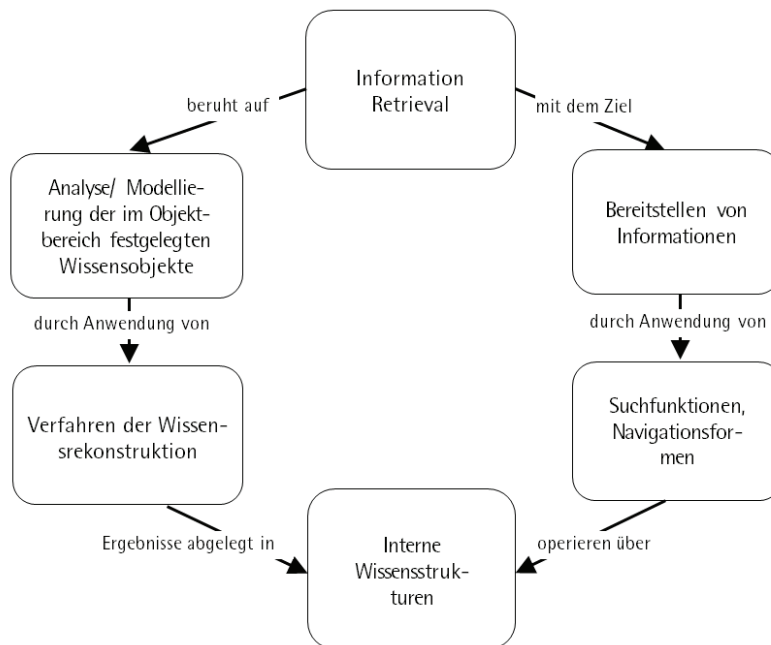 Information
Retrieval
beruht auf
mit dem Ziel
Analyse/ Modellie-
rung der im Objekt-
bereich festgelegten
Wissensobjekte
Bereitstellen von
Informationen
durch Anwendung von
durch Anwendung von
Verfahren der Wissen-
srekonstruktion
Suchfunktionen,
Navigationsfor-
men
Ergebnisse abgelegt in
operieren über
Interne
Wissensstruk-
turen